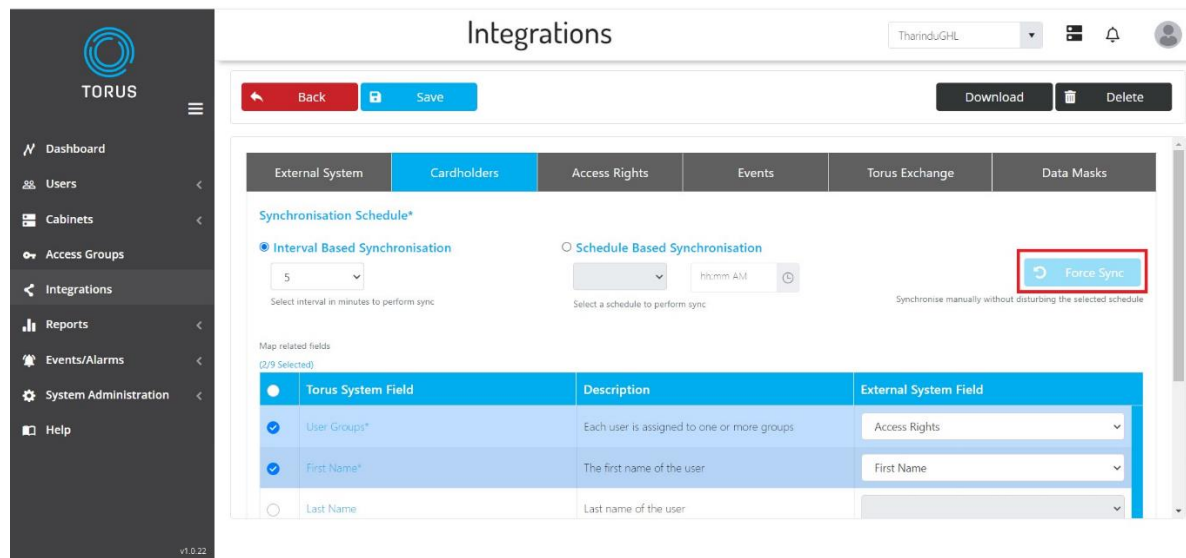 TORUS
Dashboard
Users
Cabinets
Access Groups
Integrations
Reports
Events/Alarms
System Administration
Help
v1.0.22
Integrations
TharinduGHL
Back
Save
Download
Delete
External System
Cardholders
Access Rights
Events
Torus Exchange
Data Masks
Synchronisation Schedule*
Interval Based Synchronisation
Schedule Based Synchronisation
5
hh:mm AM
Force Sync
Select interval in minutes to perform sync
Select a schedule to perform sync
Synchronise manually without disturbing the selected schedule
Map related fields
(2/9 Selected)
Torus System Field Description External System Field
User Groups* Each user is assigned to one or more groups Access Rights
First Name* The first name of the user First Name
Last Name Last name of the user